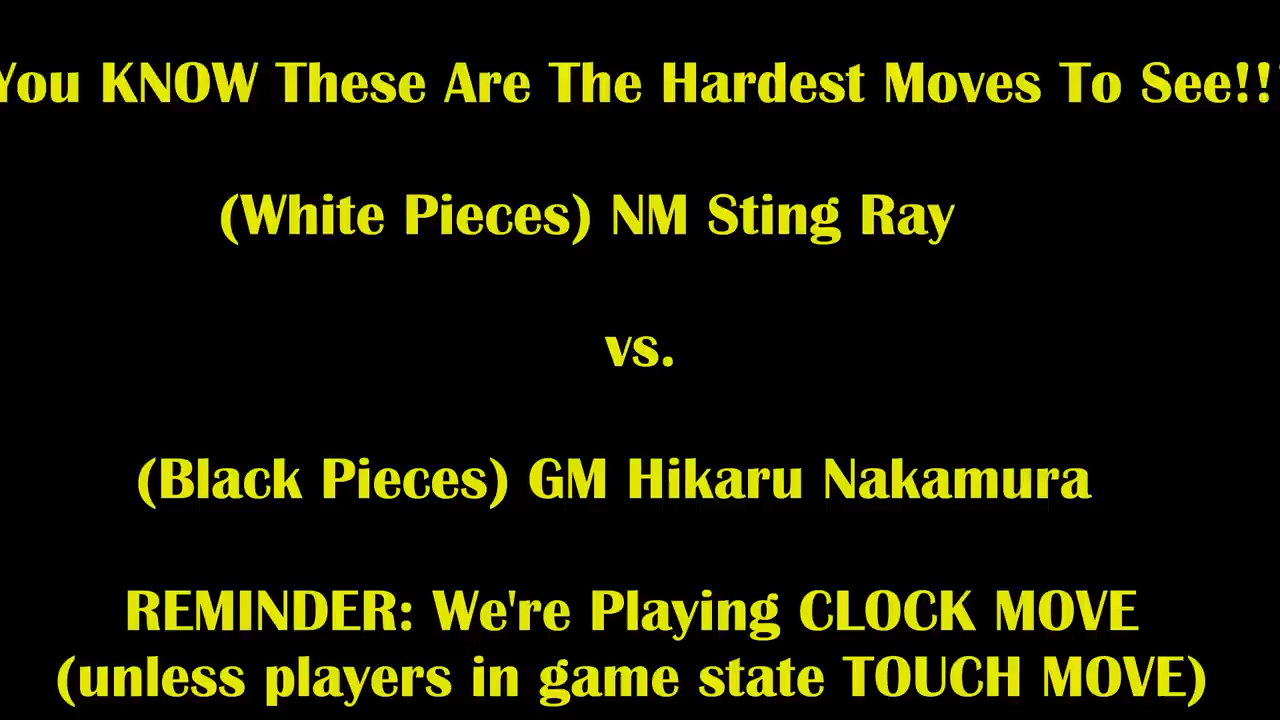 You KNOW These Are The Hardest Moves To See!!
(White Pieces) NM Sting Ray
vs.
(Black Pieces) GM Hikaru Nakamura
REMINDER: We're Playing CLOCK MOVE
(unless players in game state TOUCH MOVE)